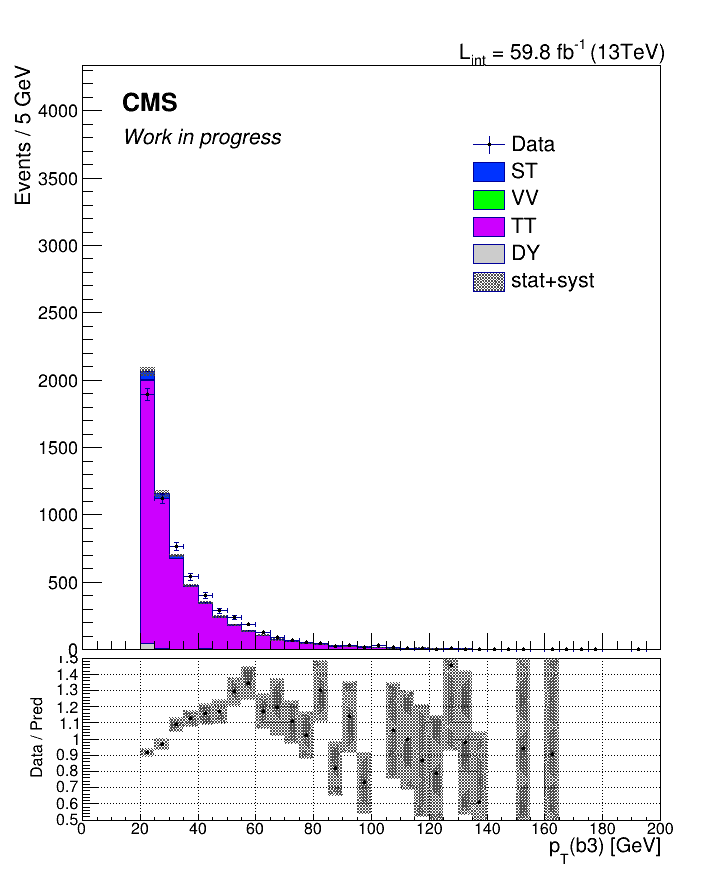 L_int = 59.8 fb^-1 (13TeV)
Events / 5 GeV
CMS
Work in progress
4000
3500
3000
2500
2000
1500
1000
500
0
Data
ST
VV
TT
DY
stat+syst
Data / Pred
1.5
1.4
1.3
1.2
1.1
1
0.9
0.8
0.7
0.6
0.5
0 20 40 60 80 100 120 140 160 180 200
p_T(b3) [GeV]